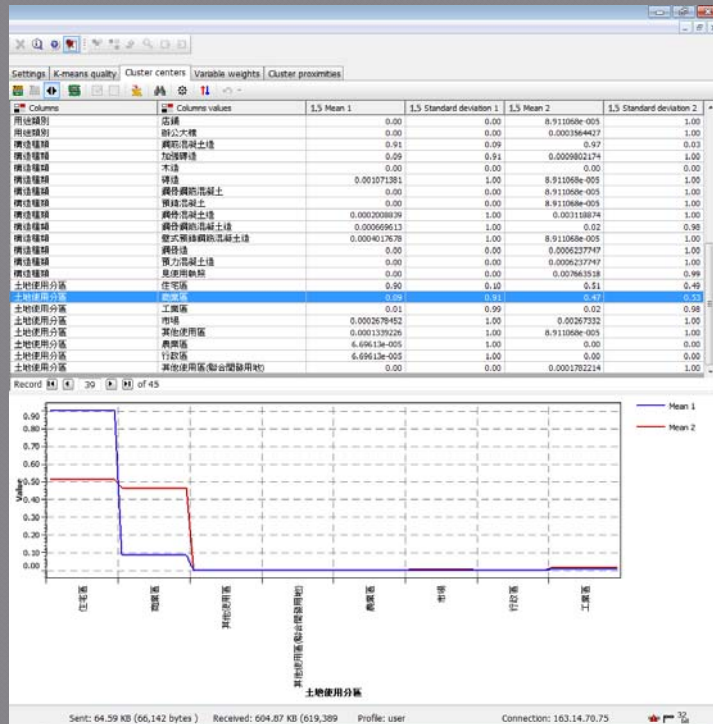 Settings K-means quality Cluster centers Variable weights Cluster proximities
Columns Columns values 1,5 Mean 1 1,5 Standard deviation 1 1,5 Mean 2 1,5 Standard deviation 2
用途類別 店鋪 0.00 0.00 8.911068e-005 1.00
用途類別 辦公大樓 0.00 0.00 0.0003564427 1.00
構造種類 鋼筋混凝土造 0.91 0.09 0.97 0.03
構造種類 加強磚造 0.09 0.91 0.0009802174 1.00
構造種類 木造 0.00 0.00 0.00 0.00
構造種類 磚造 0.001071381 1.00 8.911068e-005 1.00
構造種類 鋼骨鋼筋混凝土 0.00 0.00 8.911068e-005 1.00
構造種類 預鑄混凝土 0.00 0.00 8.911068e-005 1.00
構造種類 鋼骨混凝土造 0.0002008839 1.00 0.003118874 1.00
構造種類 鋼骨鋼筋混凝土造 0.000669613 1.00 0.02 0.98
構造種類 壁式預鑄鋼筋混凝土造 0.0004017678 1.00 8.911068e-005 1.00
構造種類 鋼骨造 0.00 0.00 0.0006237747 1.00
構造種類 預力混凝土造 0.00 0.00 0.0006237747 1.00
構造種類 見使用執照 0.00 0.00 0.007663518 0.99
土地使用分區 住宅區 0.90 0.10 0.51 0.49
土地使用分區 商業區 0.09 0.91 0.47 0.53
土地使用分區 工業區 0.01 0.99 0.02 0.98
土地使用分區 市場 0.0002678452 1.00 0.00267332 1.00
土地使用分區 其他使用區 0.0001339226 1.00 8.911068e-005 1.00
土地使用分區 農業區 6.69613e-005 1.00 0.00 0.00
土地使用分區 行政區 6.69613e-005 1.00 0.00 0.00
土地使用分區 其他使用區(聯合開發用地) 0.00 0.00 0.0001782214 1.00
Record 39 of 45
Mean 1
Mean 2
0.90
0.80
0.70
0.60
0.50
0.40
0.30
0.20
0.10
0.00
Value
住宅區
商業區
其他使用區
其他使用區(聯合開發用地)
農業區
市場
行政區
工業區
土地使用分區
Sent: 64.59 KB (66,142 bytes ) Received: 604.87 KB (619,389 Profile: user Connection: 163.14.70.75 32